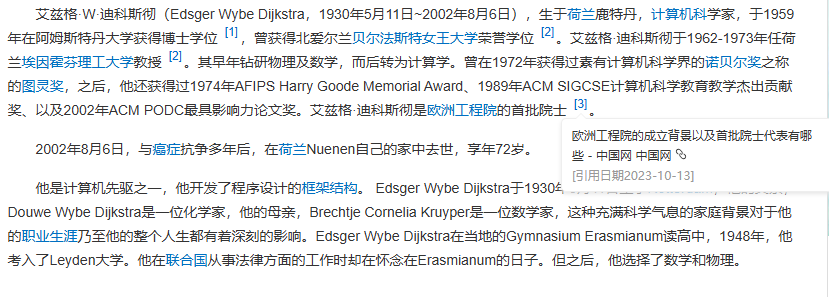 艾兹格·W·迪科斯彻（Edsger Wybe Dijkstra，1930年5月11日~2002年8月6日），生于荷兰鹿特丹，计算机科学家，于1959
年在阿姆斯特丹大学获得博士学位 [1]，曾获得北爱尔兰贝尔法斯特女王大学荣誉学位 [2]。艾兹格·迪科斯彻于1962-1973年任荷
兰埃因霍芬理工大学教授 [2]。其早年钻研物理及数学，而后转为计算学。曾在1972年获得过素有计算机科学界的诺贝尔奖之称
的图灵奖，之后，他还获得过1974年AFIPS Harry Goode Memorial Award、1989年ACM SIGCSE计算机科学教育教学杰出贡献
奖、以及2002年ACM PODC最具影响力论文奖。艾兹格·迪科斯彻是欧洲工程院的首批院士 [3]。
欧洲工程院的成立背景以及首批院士代表有哪
些 - 中国网 中国网
[引用日期2023-10-13]
2002年8月6日，与癌症抗争多年后，在荷兰Nuenen自己的家中去世，享年72岁。
他是计算机先驱之一，他开发了程序设计的框架结构。 Edsger Wybe Dijkstra于1930年
Douwe Wybe Dijkstra是一位化学家，他的母亲，Brechtje Cornelia Kruyper是一位数学家，这种充满科学气息的家庭背景对于他
的职业生涯乃至他的整个人生都有着深刻的影响。Edsger Wybe Dijkstra在当地的Gymnasium Erasmianum读高中，1948年，他
考入了Leyden大学。他在联合国从事法律方面的工作时却在怀念在Erasmianum的日子。但之后，他选择了数学和物理。